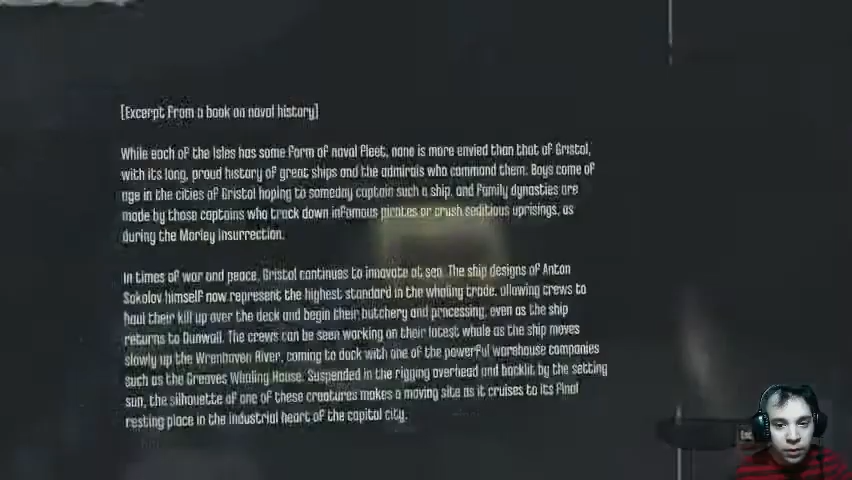 [Excerpt from a book on naval history]
While each of the Isles has some form of naval fleet, none is more envied than that of Gristol,
with its long, proud history of great ships and the admirals who command them. Boys come of
age in the cities of Gristol hoping to someday captain such a ship, and family dynasties are
made by those captains who track down infamous pirates or crush seditious uprisings, as
during the Morley Insurrection.
In times of war and peace, Gristol continues to innovate at sea. The ship designs of Anton
Sokolov himself now represent the highest standard in the whaling trade, allowing crews to
haul their kill up over the deck and begin their butchery and processing, even as the ship
returns to Dunwall. The crews can be seen working on their latest whale as the ship moves
slowly up the Wrenhaven River, coming to dock with one of the powerful warehouse companies
such as the Greaves Whaling House. Suspended in the rigging overhead and backlit by the setting
sun, the silhouette of one of these creatures makes a moving site as it cruises to its final
resting place in the industrial heart of the capital city.